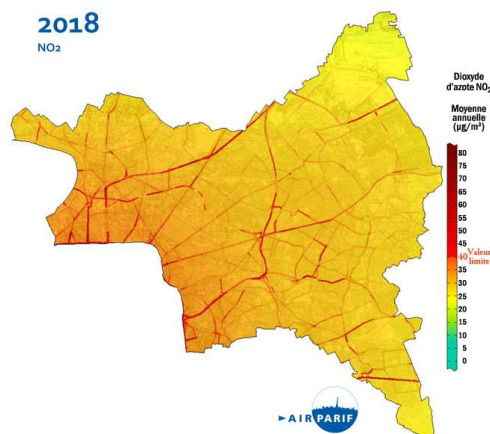 2018
NO₂
Dioxyde
d'azote NO₂
Moyenne
annuelle
(µg/m³)
80
75
70
65
60
55
50
45
40 Valeur
limite
35
30
25
20
15
10
5
0
AIRPARIF